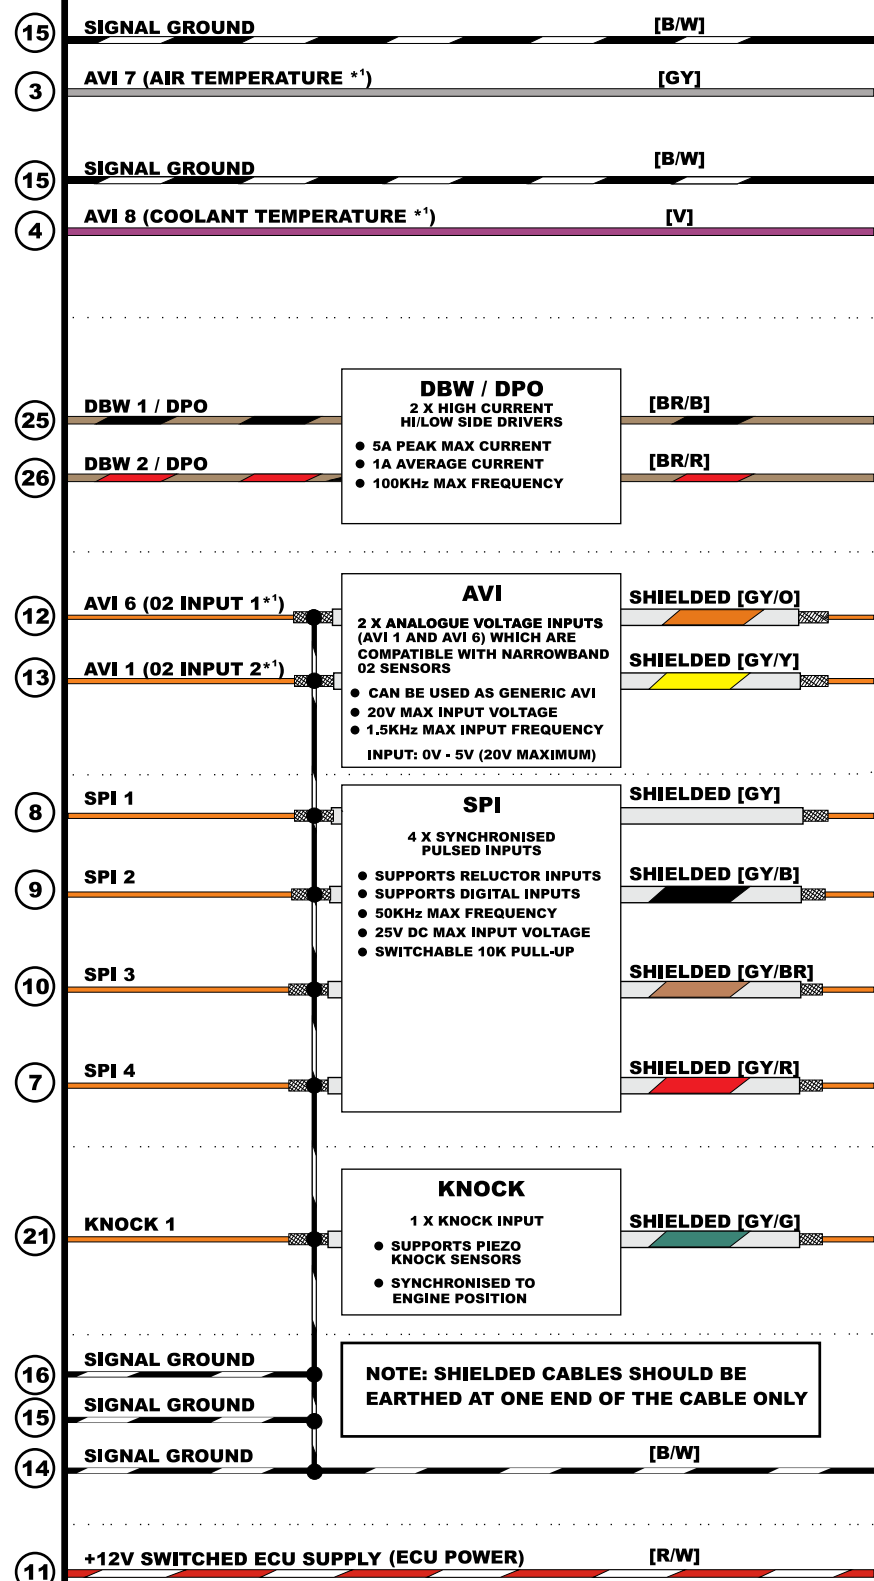 15 SIGNAL GROUND [B/W]
3 AVI 7 (AIR TEMPERATURE *¹) [GY]
15 SIGNAL GROUND [B/W]
4 AVI 8 (COOLANT TEMPERATURE *¹) [V]
DBW / DPO
2 X HIGH CURRENT
HI/LOW SIDE DRIVERS
● 5A PEAK MAX CURRENT
● 1A AVERAGE CURRENT
● 100KHz MAX FREQUENCY
25 DBW 1 / DPO [BR/B]
26 DBW 2 / DPO [BR/R]
12 AVI 6 (02 INPUT 1*¹) SHIELDED [GY/O]
13 AVI 1 (02 INPUT 2*¹) SHIELDED [GY/Y]
AVI
2 X ANALOGUE VOLTAGE INPUTS
(AVI 1 AND AVI 6) WHICH ARE
COMPATIBLE WITH NARROWBAND
02 SENSORS
● CAN BE USED AS GENERIC AVI
● 20V MAX INPUT VOLTAGE
● 1.5KHz MAX INPUT FREQUENCY
INPUT: 0V - 5V (20V MAXIMUM)
8 SPI 1 SHIELDED [GY]
9 SPI 2 SHIELDED [GY/B]
10 SPI 3 SHIELDED [GY/BR]
7 SPI 4 SHIELDED [GY/R]
SPI
4 X SYNCHRONISED
PULSED INPUTS
● SUPPORTS RELUCTOR INPUTS
● SUPPORTS DIGITAL INPUTS
● 50KHz MAX FREQUENCY
● 25V DC MAX INPUT VOLTAGE
● SWITCHABLE 10K PULL-UP
21 KNOCK 1 SHIELDED [GY/G]
KNOCK
1 X KNOCK INPUT
● SUPPORTS PIEZO
KNOCK SENSORS
● SYNCHRONISED TO
ENGINE POSITION
16 SIGNAL GROUND
15 SIGNAL GROUND
14 SIGNAL GROUND [B/W]
NOTE: SHIELDED CABLES SHOULD BE
EARTHED AT ONE END OF THE CABLE ONLY
11 +12V SWITCHED ECU SUPPLY (ECU POWER) [R/W]